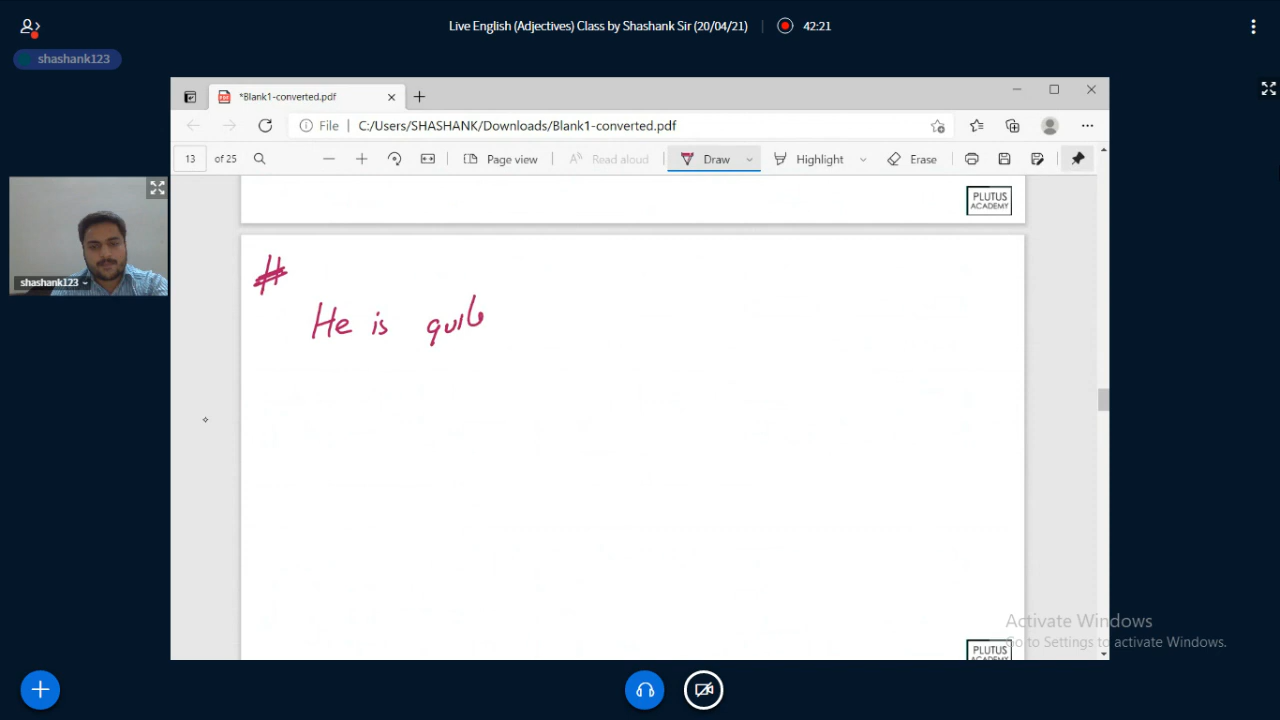 Live English (Adjectives) Class by Shashank Sir (20/04/21)
42:21
shashank123
*Blank1-converted.pdf
File
C:/Users/SHASHANK/Downloads/Blank1-converted.pdf
13
of 25
Page view
Read aloud
Draw
Highlight
Erase
PLUTUS
ACADEMY
shashank123
#
He is
Activate Windows
Go to Settings to activate Windows.
PLUTUS
ACADEMY